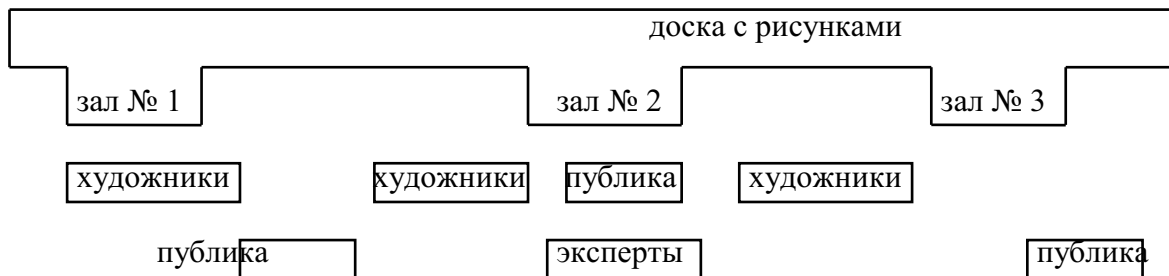 доска с рисунками
зал № 1 зал № 2 зал № 3
художники художники публика художники
публика эксперты публика